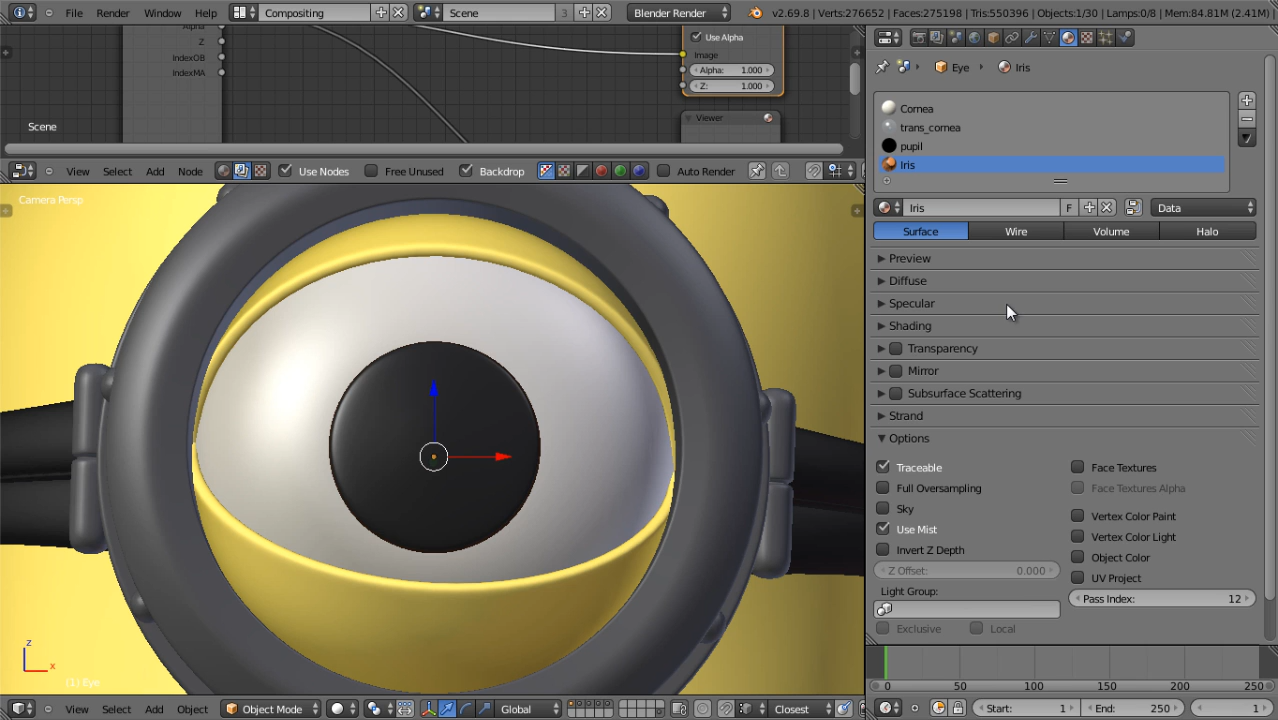 File Render Window Help Compositing Scene 3 Blender Render v2.69.8 | Verts:276652 | Faces:275198 | Tris:550396 | Objects:1/30 | Lamps:0/8 | Mem:84.81M (2.41M) |
Alpha
Z
IndexOB
IndexMA
Use Alpha
Image
Alpha: 1.000
Z: 1.000
Viewer
Scene
View Select Add Node Use Nodes Free Unused Backdrop Auto Render
Camera Persp
z
x
(1) Eye
View Select Add Object Object Mode Global Closest
Eye Iris
Cornea
trans_cornea
pupil
Iris
Iris F Data
Surface Wire Volume Halo
Preview
Diffuse
Specular
Shading
Transparency
Mirror
Subsurface Scattering
Strand
Options
Traceable Face Textures
Full Oversampling Face Textures Alpha
Sky
Vertex Color Paint
Use Mist
Vertex Color Light
Invert Z Depth
Object Color
Z Offset: 0.000
UV Project
Light Group:
Pass Index: 12
Exclusive Local
0 50 100 150 200 250
Start: 1 End: 250 1